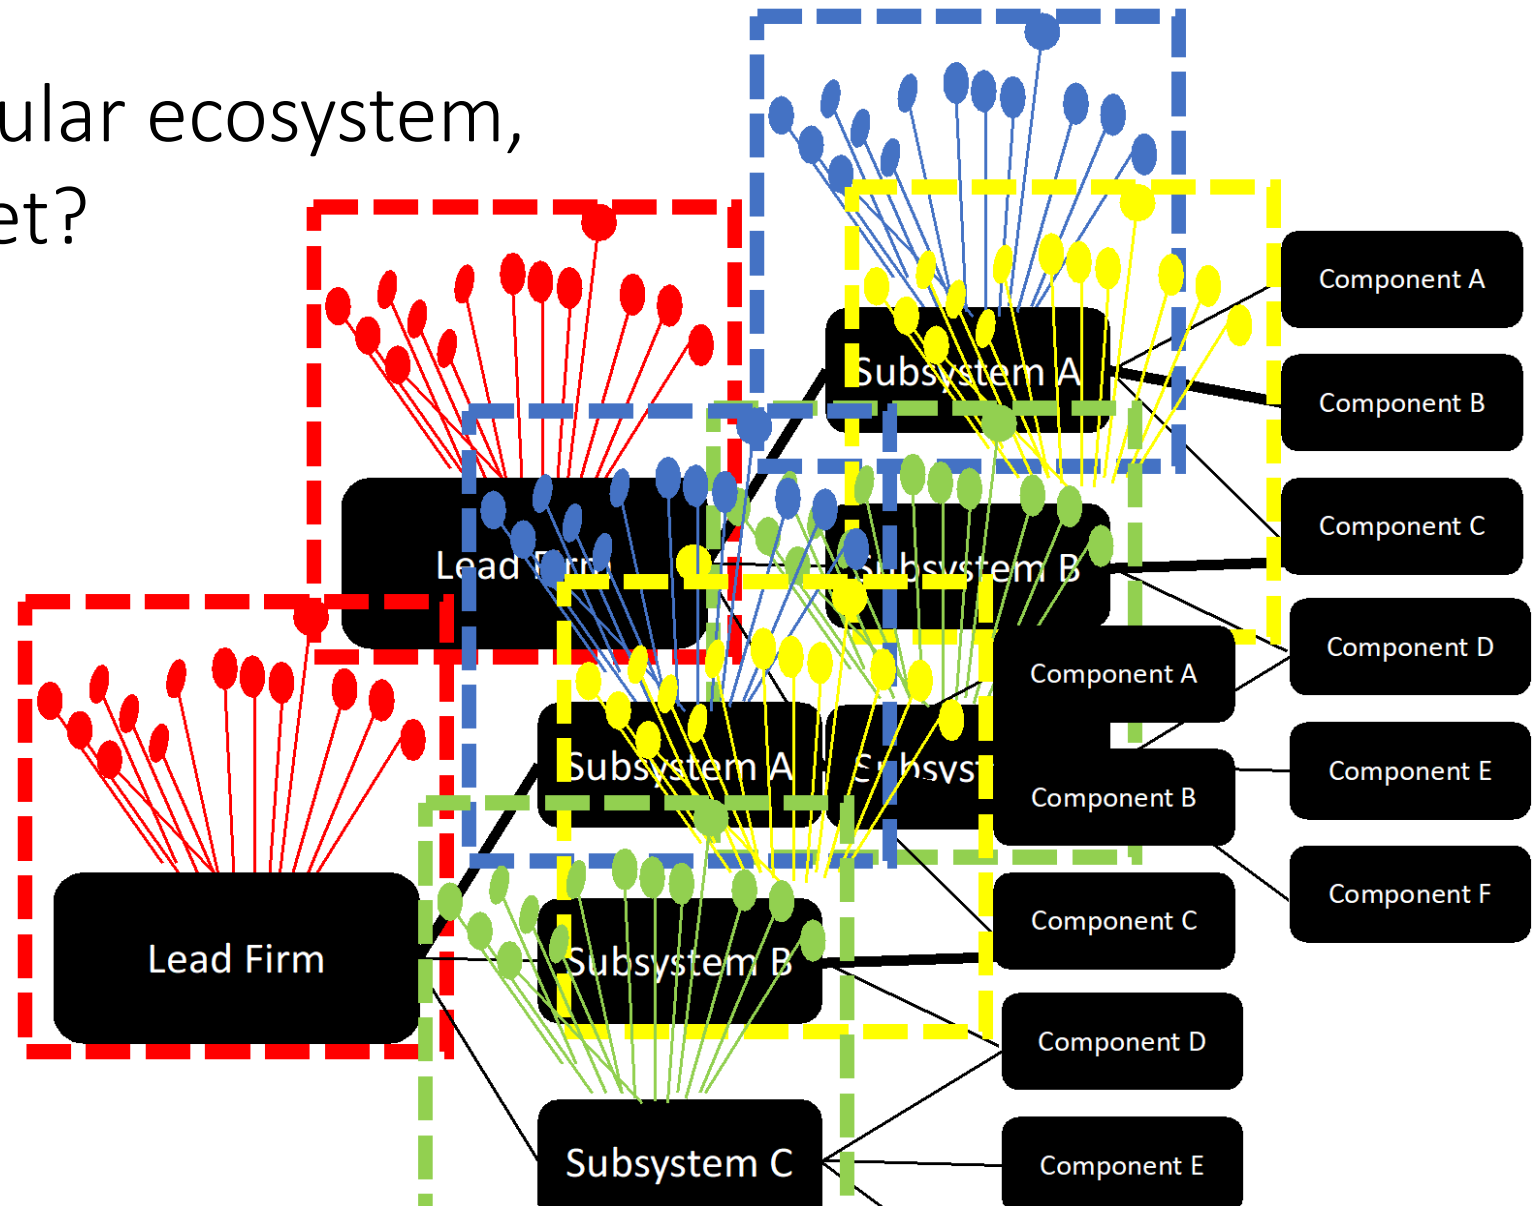 ular ecosystem,
et?
Component A
Subsystem A
Component B
Component C
Lead Firm
Subsystem B
Component D
Component A
Component E
Subsystem A
Component B
Component F
Component C
Lead Firm
Subsystem B
Component D
Component E
Subsystem C